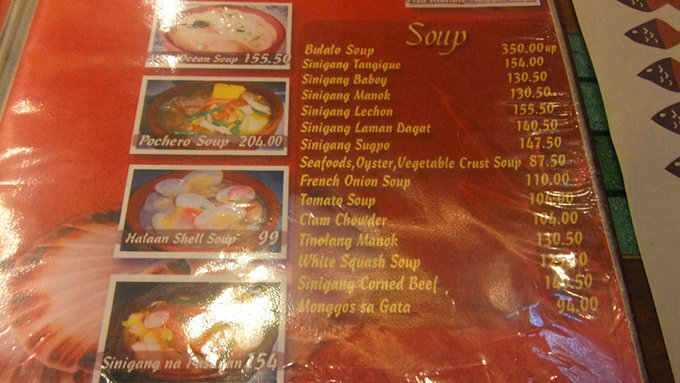 Ocean Soup 155.50
Pochero Soup 204.00
Halaan Shell Soup 99
Sinigang na 154
Soup
Bulalo Soup 350.00up
Sinigang Tangigue 154.00
Sinigang Baboy 130.50
Sinigang Manok 130.50
Sinigang Lechon 155.50
Sinigang Laman Dagat 140.50
Sinigang Sugpo 147.50
Seafoods,Oyster,Vegetable Crust Soup 87.50
French Onion Soup 110.00
Tomato Soup 104.00
Clam Chowder 104.00
Tinolang Manok 130.50
White Squash Soup
Sinigang Corned Beef
Monggos sa Gata 94.00